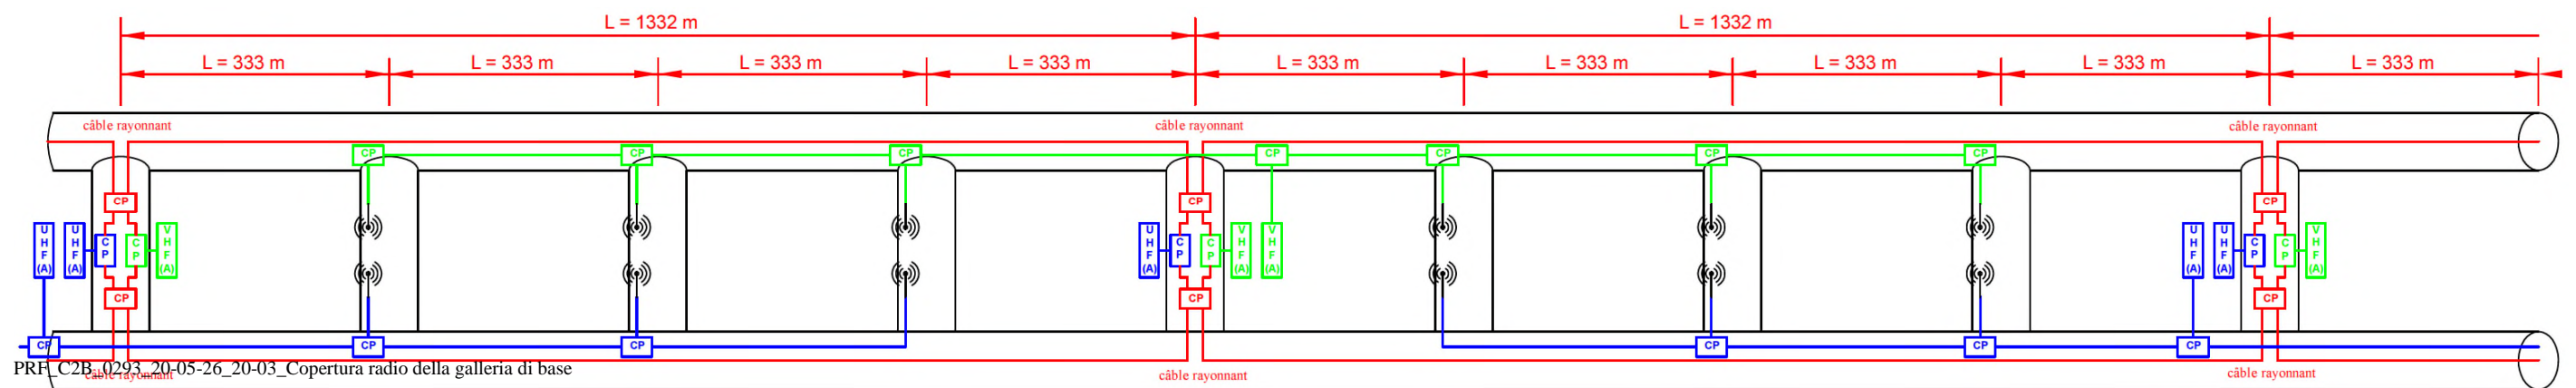 L = 1332 m L = 1332 m
L = 333 m L = 333 m L = 333 m L = 333 m L = 333 m L = 333 m L = 333 m L = 333 m L = 333 m
câble rayonnant câble rayonnant câble rayonnant
CP CP CP CP CP CP CP
CP CP CP
UHF(A) UHF(A) CP CP VHF(A) UHF(A) CP CP VHF(A) VHF(A) UHF(A) UHF(A) CP CP VHF(A)
CP CP CP
CP CP CP CP CP CP
PRF_C2B_0293_20-05-26_20-03_Copertura radio della galleria di base
câble rayonnant câble rayonnant câble rayonnant